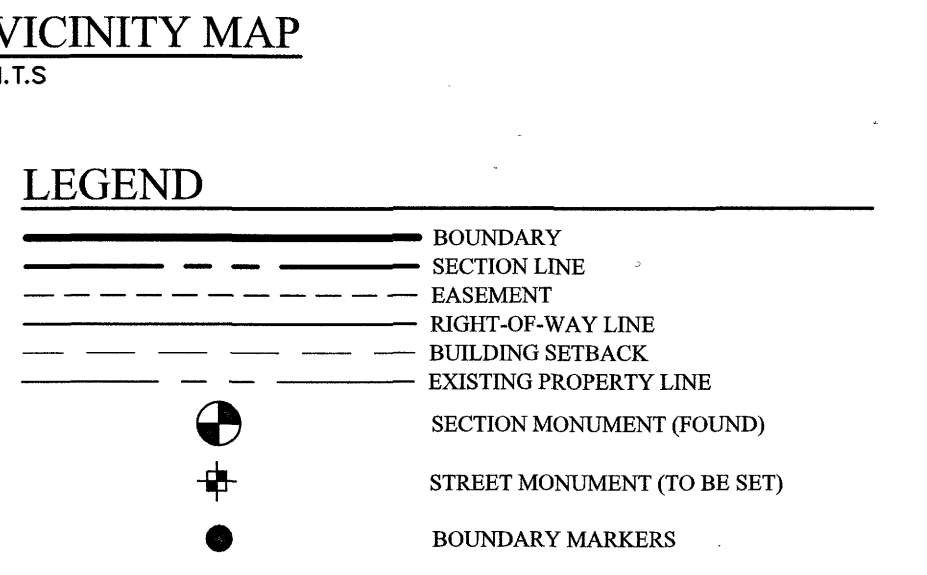 VICINITY MAP
N.T.S
LEGEND
BOUNDARY
SECTION LINE
EASEMENT
RIGHT-OF-WAY LINE
BUILDING SETBACK
EXISTING PROPERTY LINE
SECTION MONUMENT (FOUND)
STREET MONUMENT (TO BE SET)
BOUNDARY MARKERS